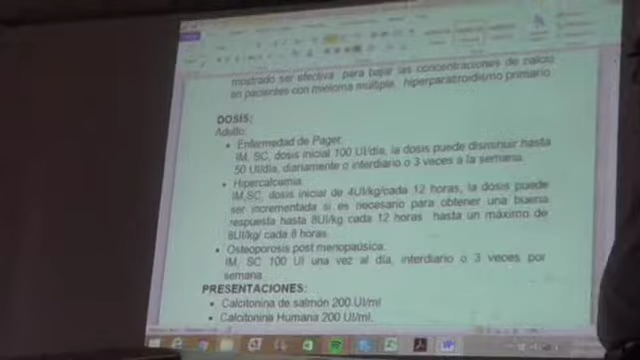 mostrado ser efectiva para bajar las concentraciones de calcio
en pacientes con mieloma múltiple, hiperparatiroidismo primario
DOSIS:
Adulto:
• Enfermedad de Paget:
IM, SC, dosis inicial 100 UI/día, la dosis puede disminuir hasta
50 UI/día, diariamente o interdiario o 3 veces a la semana.
• Hipercalcemia:
IM,SC, dosis inicial de 4UI/kg/cada 12 horas, la dosis puede
ser incrementada si es necesario para obtener una buena
respuesta hasta 8UI/kg cada 12 horas hasta un máximo de
8UI/kg/ cada 6 horas.
• Osteoporosis post menopaúsica:
IM, SC 100 UI una vez al día, interdiario o 3 veces por
semana
PRESENTACIONES:
• Calcitonina de salmón 200 UI/ml
• Calcitonina Humana 200 UI/ml.